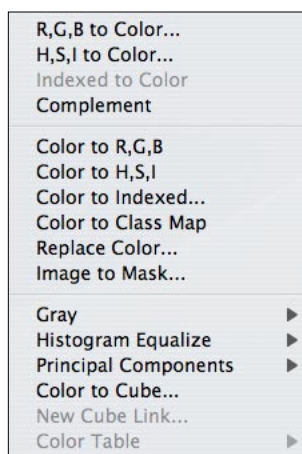 R,G,B to Color...
H,S,I to Color...
Indexed to Color
Complement
Color to R,G,B
Color to H,S,I
Color to Indexed...
Color to Class Map
Replace Color...
Image to Mask...
Gray
Histogram Equalize
Principal Components
Color to Cube...
New Cube Link...
Color Table